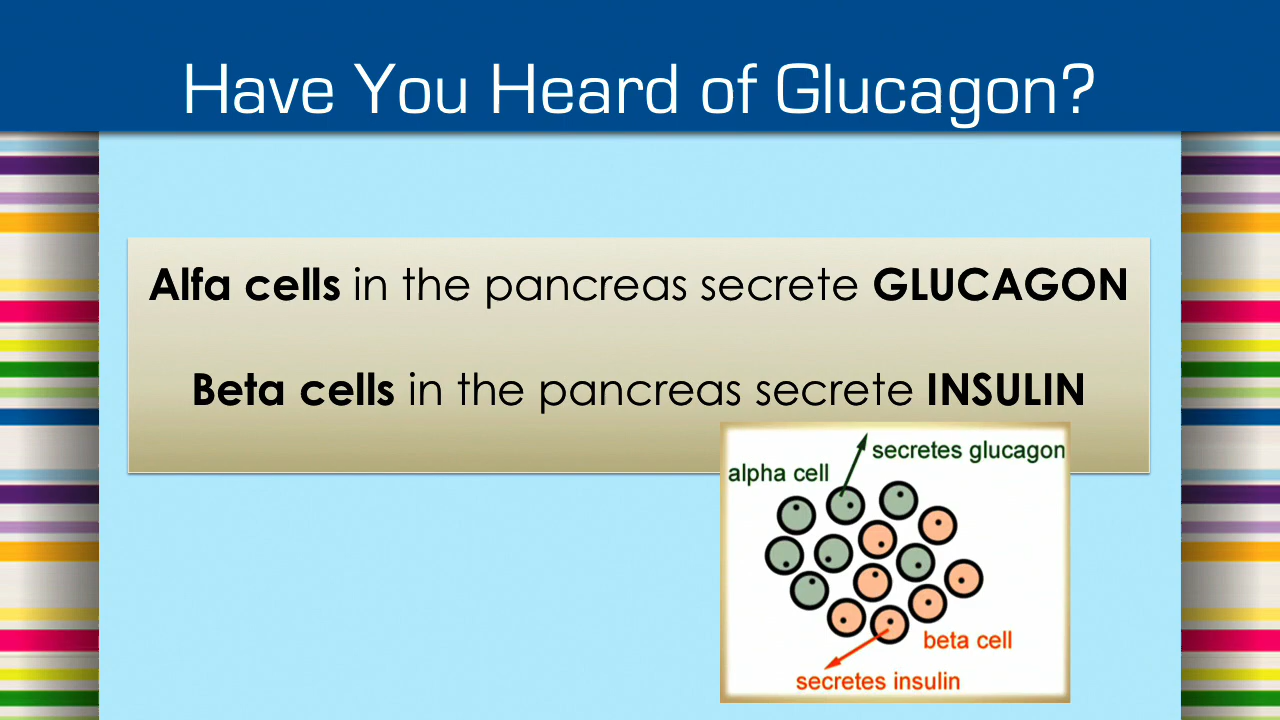 Have You Heard of Glucagon?
Alfa cells in the pancreas secrete GLUCAGON
Beta cells in the pancreas secrete INSULIN
secretes glucagon
alpha cell
beta cell
secretes insulin